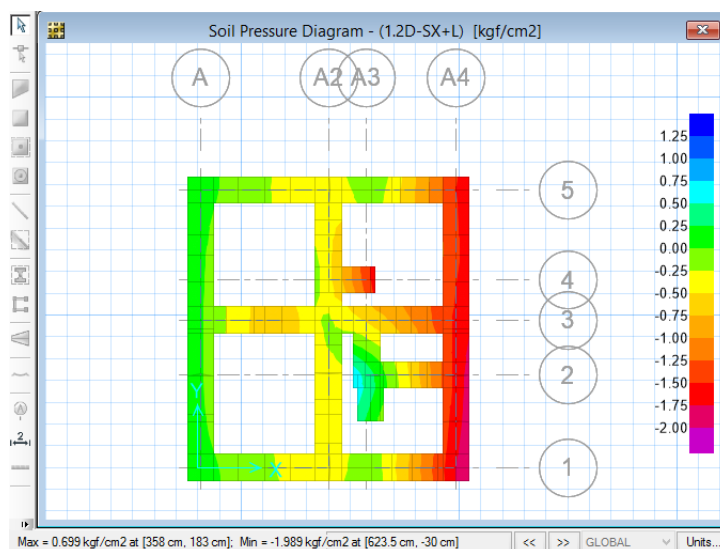 Soil Pressure Diagram - (1.2D-SX+L) [kgf/cm2]
A
A2
A3
A4
5
4
3
2
1
Y
X
1.25
1.00
0.75
0.50
0.25
0.00
-0.25
-0.50
-0.75
-1.00
-1.25
-1.50
-1.75
-2.00
2
Max = 0.699 kgf/cm2 at [358 cm, 183 cm]; Min = -1.989 kgf/cm2 at [623.5 cm, -30 cm]
<<
>>
GLOBAL
Units...